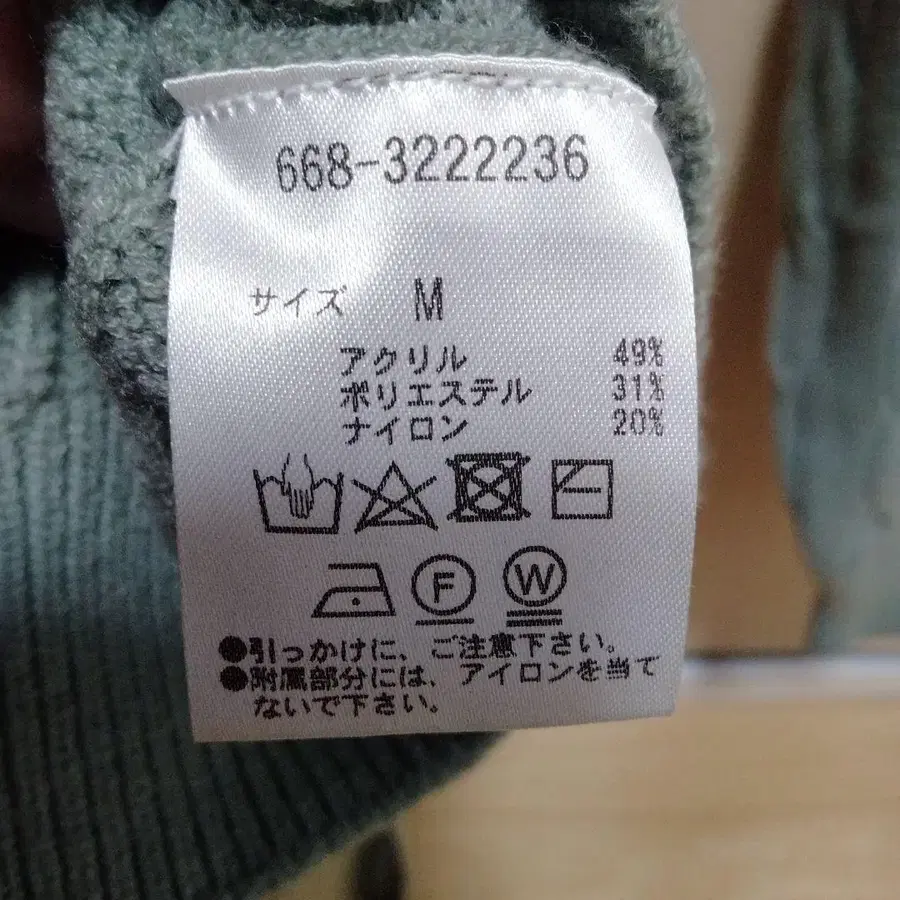 668-3222236
サイズ M
アクリル 49%
ポリエステル 31%
ナイロン 20%
F W
●引っかけに、ご注意下さい。
●附属部分には、アイロンを当て
ないで下さい。